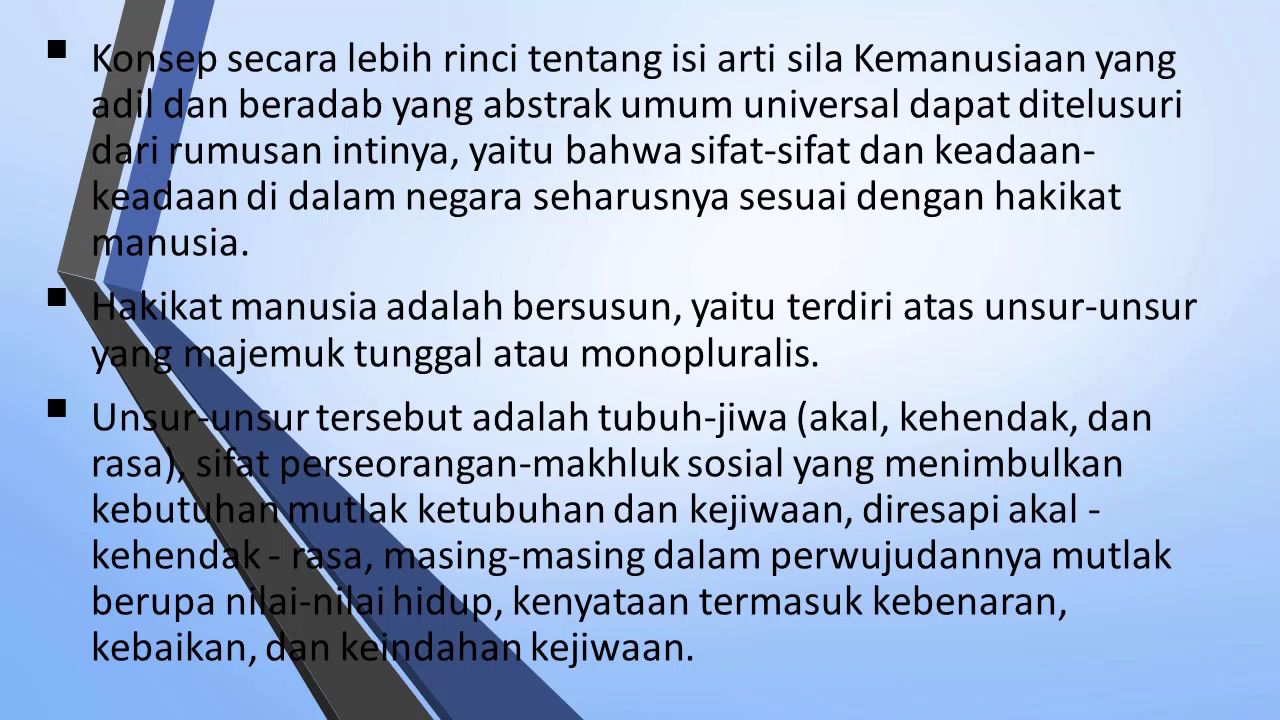 ▪ Konsep secara lebih rinci tentang isi arti sila Kemanusiaan yang
adil dan beradab yang abstrak umum universal dapat ditelusuri
dari rumusan intinya, yaitu bahwa sifat-sifat dan keadaan-
keadaan di dalam negara seharusnya sesuai dengan hakikat
manusia.
▪ Hakikat manusia adalah bersusun, yaitu terdiri atas unsur-unsur
yang majemuk tunggal atau monopluralis.
▪ Unsur-unsur tersebut adalah tubuh-jiwa (akal, kehendak, dan
rasa), sifat perseorangan-makhluk sosial yang menimbulkan
kebutuhan mutlak ketubuhan dan kejiwaan, diresapi akal -
kehendak - rasa, masing-masing dalam perwujudannya mutlak
berupa nilai-nilai hidup, kenyataan termasuk kebenaran,
kebaikan, dan keindahan kejiwaan.